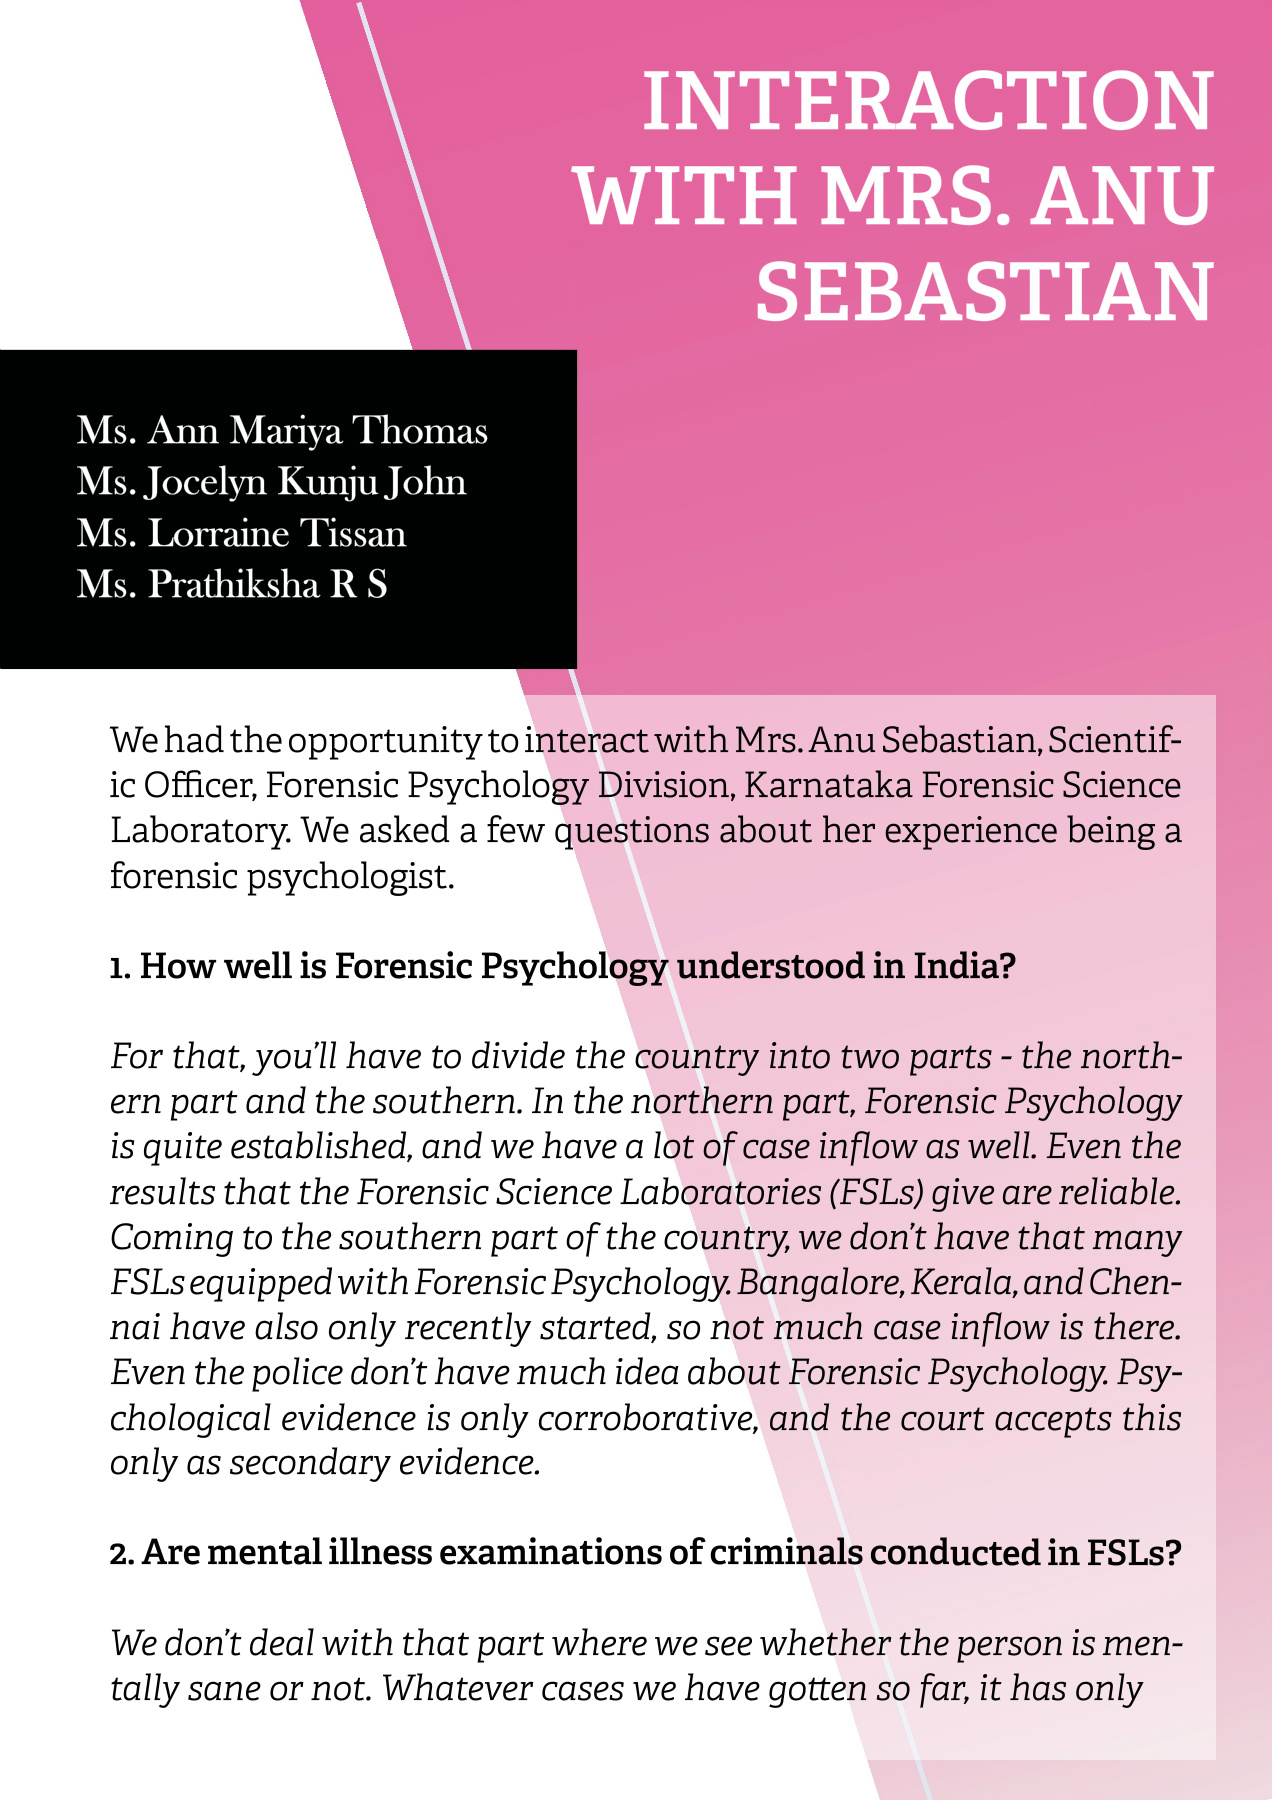 INTERACTION
WITH MRS. ANU
SEBASTIAN
Ms. Ann Mariya Thomas
Ms. Jocelyn Kunju John
Ms. Lorraine Tissan
Ms. Prathiksha R S
We had the opportunity to interact with Mrs. Anu Sebastian, Scientif-
ic Officer, Forensic Psychology Division, Karnataka Forensic Science
Laboratory. We asked a few questions about her experience being a
forensic psychologist.
1. How well is Forensic Psychology understood in India?
For that, you’ll have to divide the country into two parts - the north-
ern part and the southern. In the northern part, Forensic Psychology
is quite established, and we have a lot of case inflow as well. Even the
results that the Forensic Science Laboratories (FSLs) give are reliable.
Coming to the southern part of the country, we don’t have that many
FSLs equipped with Forensic Psychology. Bangalore, Kerala, and Chen-
nai have also only recently started, so not much case inflow is there.
Even the police don’t have much idea about Forensic Psychology. Psy-
chological evidence is only corroborative, and the court accepts this
only as secondary evidence.
2. Are mental illness examinations of criminals conducted in FSLs?
We don’t deal with that part where we see whether the person is men-
tally sane or not. Whatever cases we have gotten so far, it has only